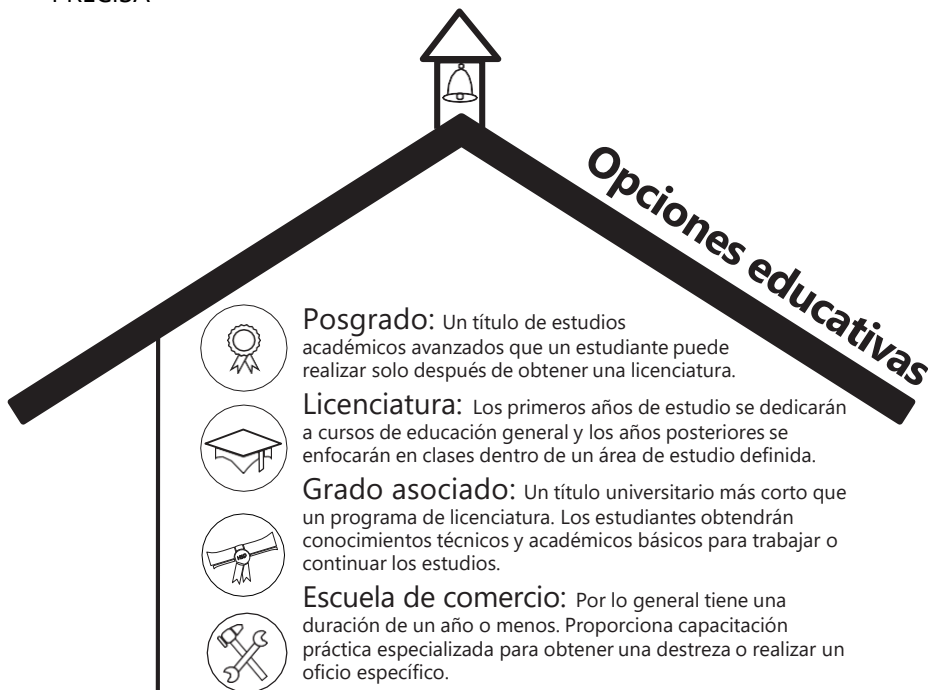 Opciones educativas
Posgrado: Un título de estudios
académicos avanzados que un estudiante puede
realizar solo después de obtener una licenciatura.
Licenciatura: Los primeros años de estudio se dedicarán
a cursos de educación general y los años posteriores se
enfocarán en clases dentro de un área de estudio definida.
Grado asociado: Un título universitario más corto que
un programa de licenciatura. Los estudiantes obtendrán
conocimientos técnicos y académicos básicos para trabajar o
continuar los estudios.
Escuela de comercio: Por lo general tiene una
duración de un año o menos. Proporciona capacitación
práctica especializada para obtener una destreza o realizar un
oficio específico.